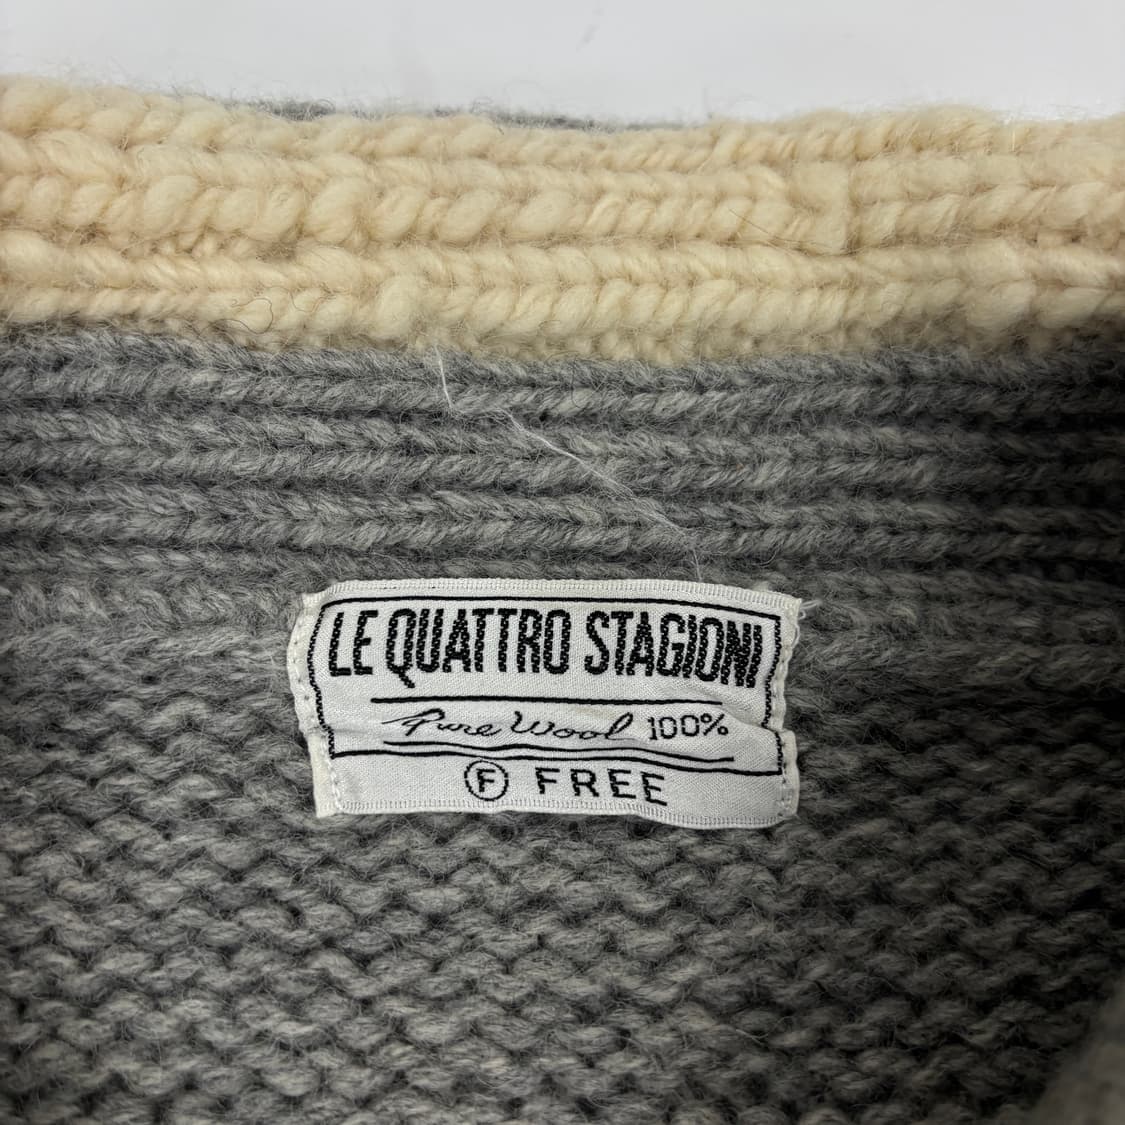 LE QUATTRO STAGIONI
Pure Wool 100%
Ⓕ FREE